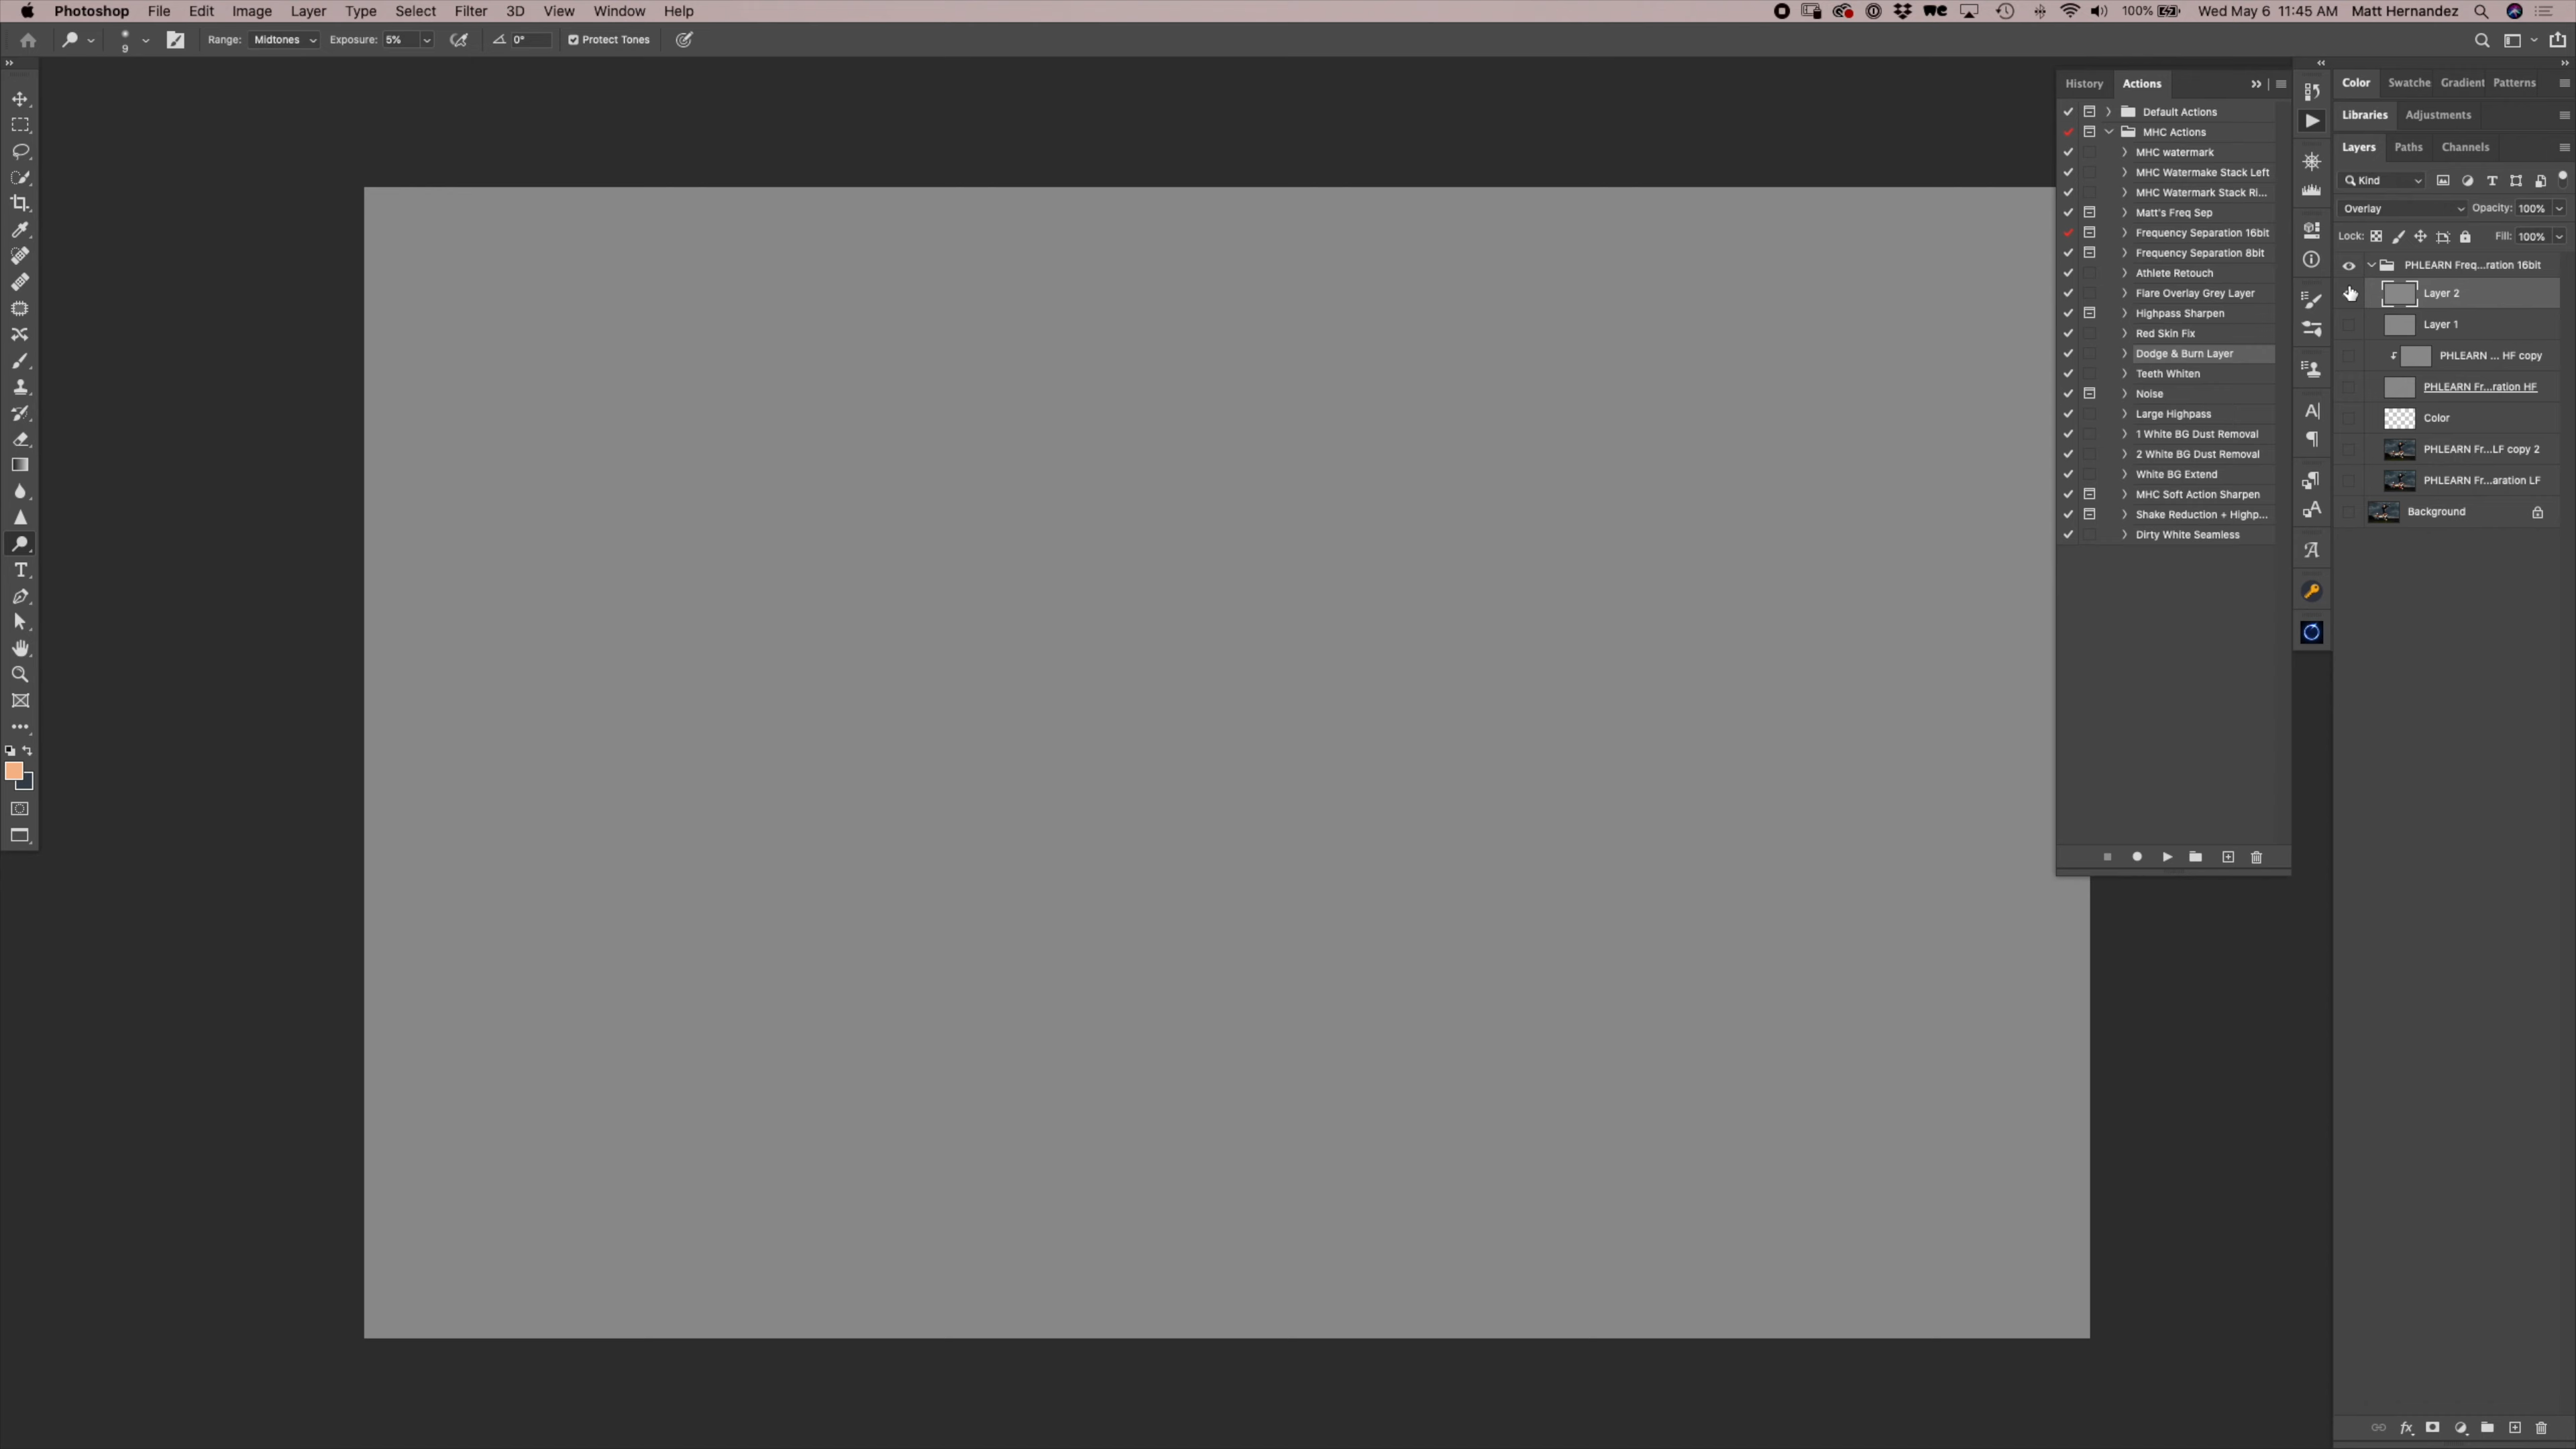 Photoshop File Edit Image Layer Type Select Filter 3D View Window Help 100% Wed May 6 11:45 AM Matt Hernandez
9 Range: Midtones Exposure: 5% 0° Protect Tones
History Actions
Default Actions
MHC Actions
MHC watermark
MHC Watermake Stack Left
MHC Watermark Stack Ri...
Matt's Freq Sep
Frequency Separation 16bit
Frequency Separation 8bit
Athlete Retouch
Flare Overlay Grey Layer
Highpass Sharpen
Red Skin Fix
Dodge & Burn Layer
Teeth Whiten
Noise
Large Highpass
1 White BG Dust Removal
2 White BG Dust Removal
White BG Extend
MHC Soft Action Sharpen
Shake Reduction + Highp...
Dirty White Seamless
Color Swatche Gradient Patterns
Libraries Adjustments
Layers Paths Channels
Kind
Overlay Opacity: 100%
Lock: Fill: 100%
PHLEARN Freq...ration 16bit
Layer 2
Layer 1
PHLEARN ... HF copy
PHLEARN Fr...ration HF
Color
PHLEARN Fr...LF copy 2
PHLEARN Fr...aration LF
Background
fx